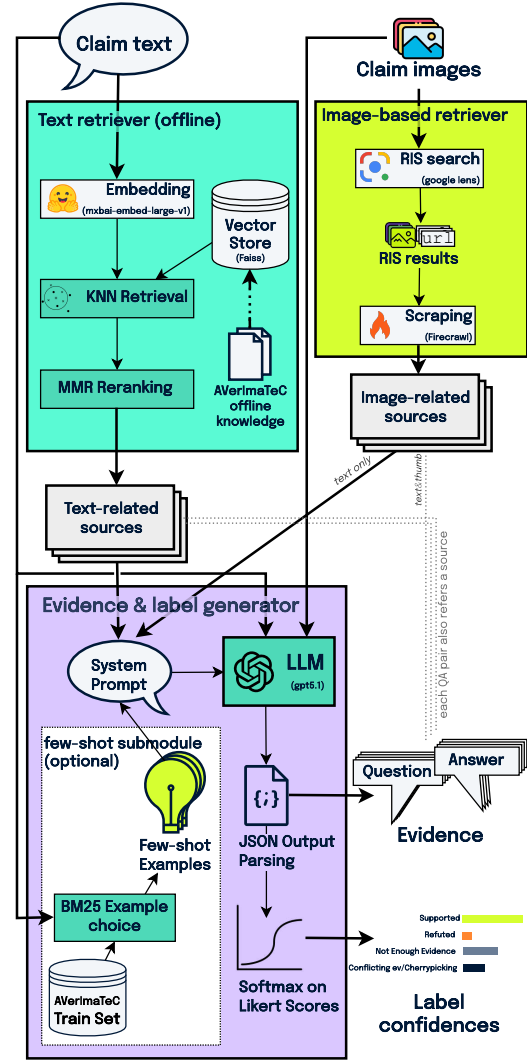 Claim text
Claim images
Text retriever (offline)
Embedding
(mxbai-embed-large-v1)
Vector
Store
(Faiss)
KNN Retrieval
MMR Reranking
AVerImaTeC
offline
knowledge
Image-based retriever
RIS search
(google lens)
url
RIS results
Scraping
(Firecrawl)
Image-related
sources
text only
text&thumb
Text-related
sources
each QA pair also refers a source
Evidence & label generator
System
Prompt
LLM
(gpt5.1)
few-shot submodule
(optional)
Few-shot
Examples
BM25 Example
choice
AVerImaTeC
Train Set
{;}
JSON Output
Parsing
Question
Answer
Evidence
Softmax on
Likert Scores
Supported
Refuted
Not Enough Evidence
Conflicting ev/Cherrypicking
Label
confidences